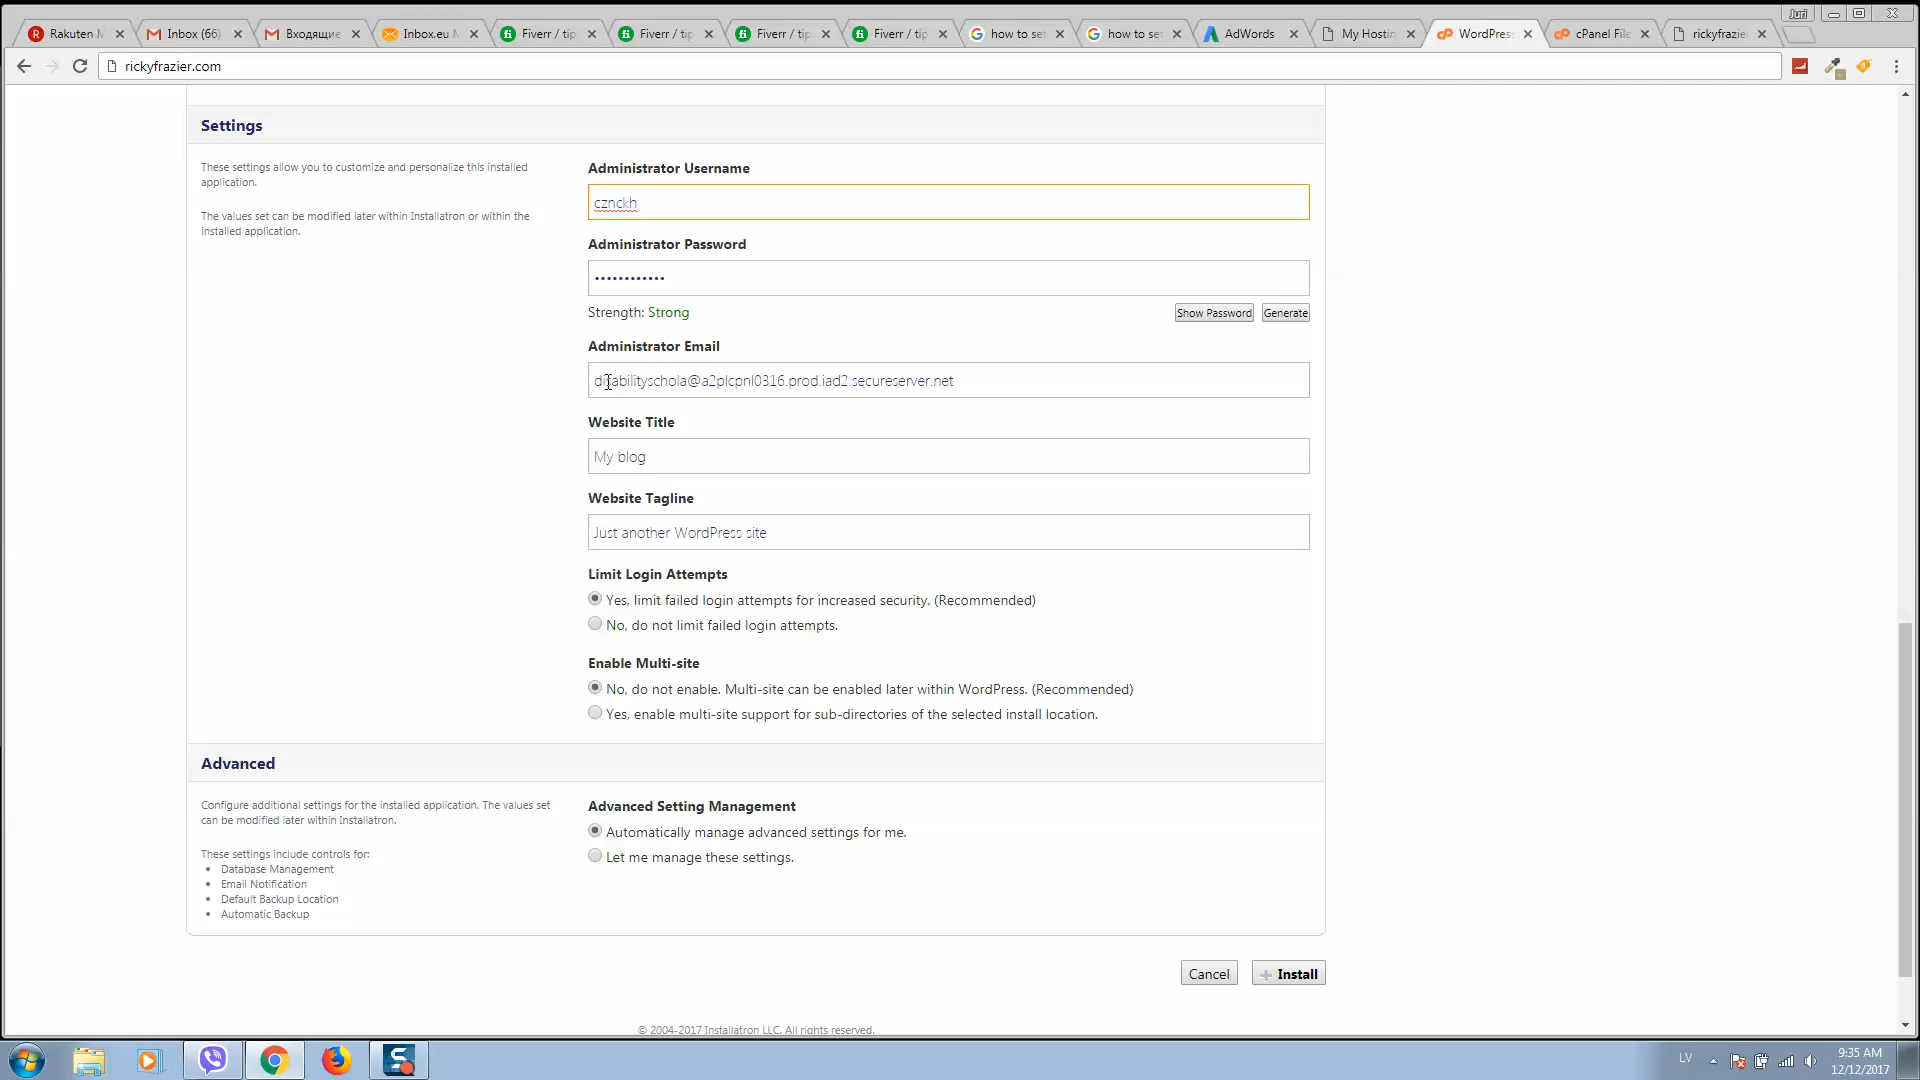 Juri
Rakuten M
Inbox (66)
Входящие
Inbox.eu M
Fiverr / tip
Fiverr / tip
Fiverr / tip
Fiverr / tip
how to set
how to set
AdWords
My Hostin
WordPress
cPanel File
rickyfrazie
rickyfrazier.com
Settings
These settings allow you to customize and personalize this installed
application.
The values set can be modified later within Installatron or within the
installed application.
Administrator Username
cznckh
Administrator Password
••••••••••••
Strength: Strong
Show Password
Generate
Administrator Email
disabilityschola@a2plcpnl0316.prod.iad2.secureserver.net
Website Title
My blog
Website Tagline
Just another WordPress site
Limit Login Attempts
Yes, limit failed login attempts for increased security. (Recommended)
No, do not limit failed login attempts.
Enable Multi-site
No, do not enable. Multi-site can be enabled later within WordPress. (Recommended)
Yes, enable multi-site support for sub-directories of the selected install location.
Advanced
Configure additional settings for the installed application. The values set
can be modified later within Installatron.
These settings include controls for:
• Database Management
• Email Notification
• Default Backup Location
• Automatic Backup
Advanced Setting Management
Automatically manage advanced settings for me.
Let me manage these settings.
Cancel
Install
© 2004-2017 Installatron LLC. All rights reserved.
LV
9:35 AM
12/12/2017